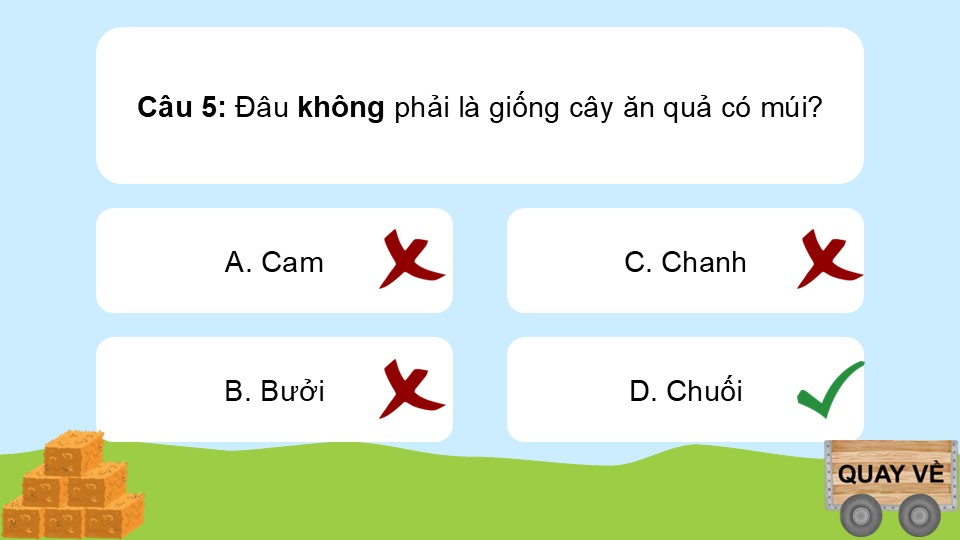 Câu 5: Đâu không phải là giống cây ăn quả có múi?
A. Cam
C. Chanh
B. Bưởi
D. Chuối
QUAY VỀ